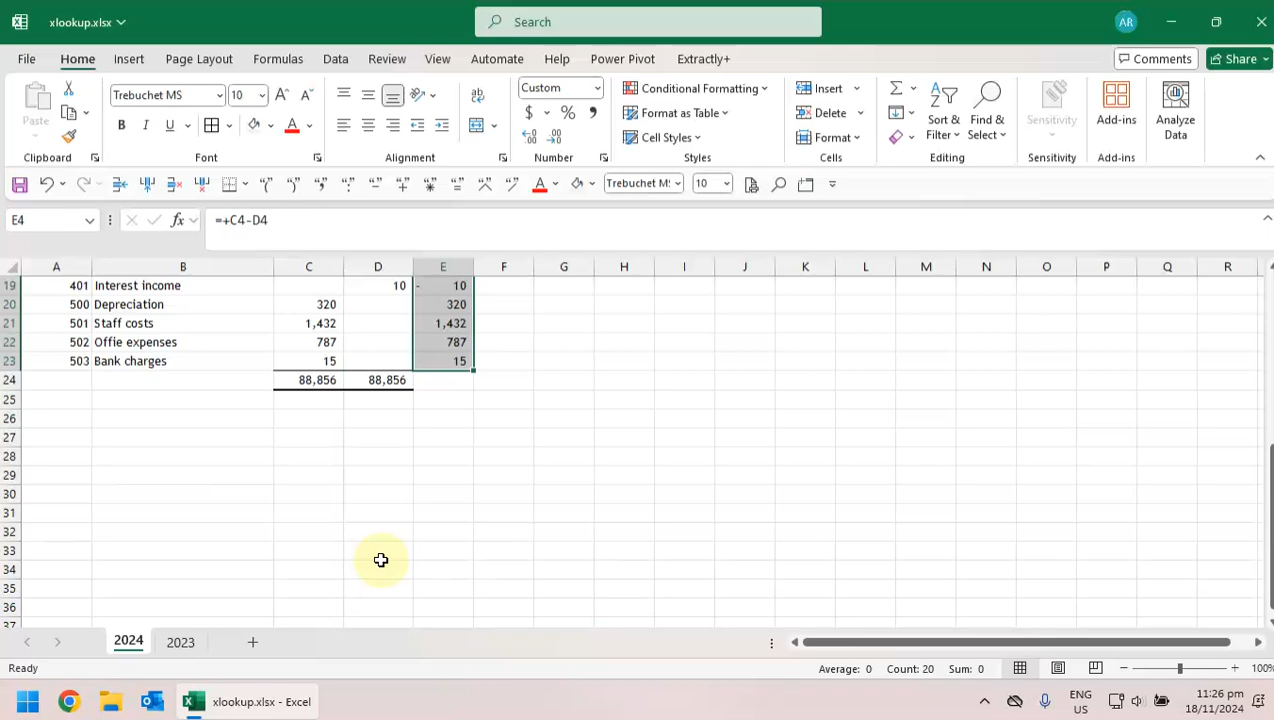 xlookup.xlsx
Search
AR
File Home Insert Page Layout Formulas Data Review View Automate Help Power Pivot Extractly+ Comments Share
Paste
Trebuchet MS 10
B I U A
Custom
$ % ,
Conditional Formatting
Format as Table
Cell Styles
Insert
Delete
Format
Sort & Filter
Find & Select
Sensitivity
Add-ins
Analyze Data
Clipboard Font Alignment Number Styles Cells Editing Sensitivity Add-ins
Trebuchet M 10
E4 fx =+C4-D4
A B C D E F G H I J K L M N O P Q R
19 401 Interest income 10 - 10
20 500 Depreciation 320 320
21 501 Staff costs 1,432 1,432
22 502 Offie expenses 787 787
23 503 Bank charges 15 15
24 88,856 88,856
25
26
27
28
29
30
31
32
33
34
35
36
37
2024 2023
Ready Average: 0 Count: 20 Sum: 0 100%
xlookup.xlsx - Excel
ENG US
11:26 pm
18/11/2024